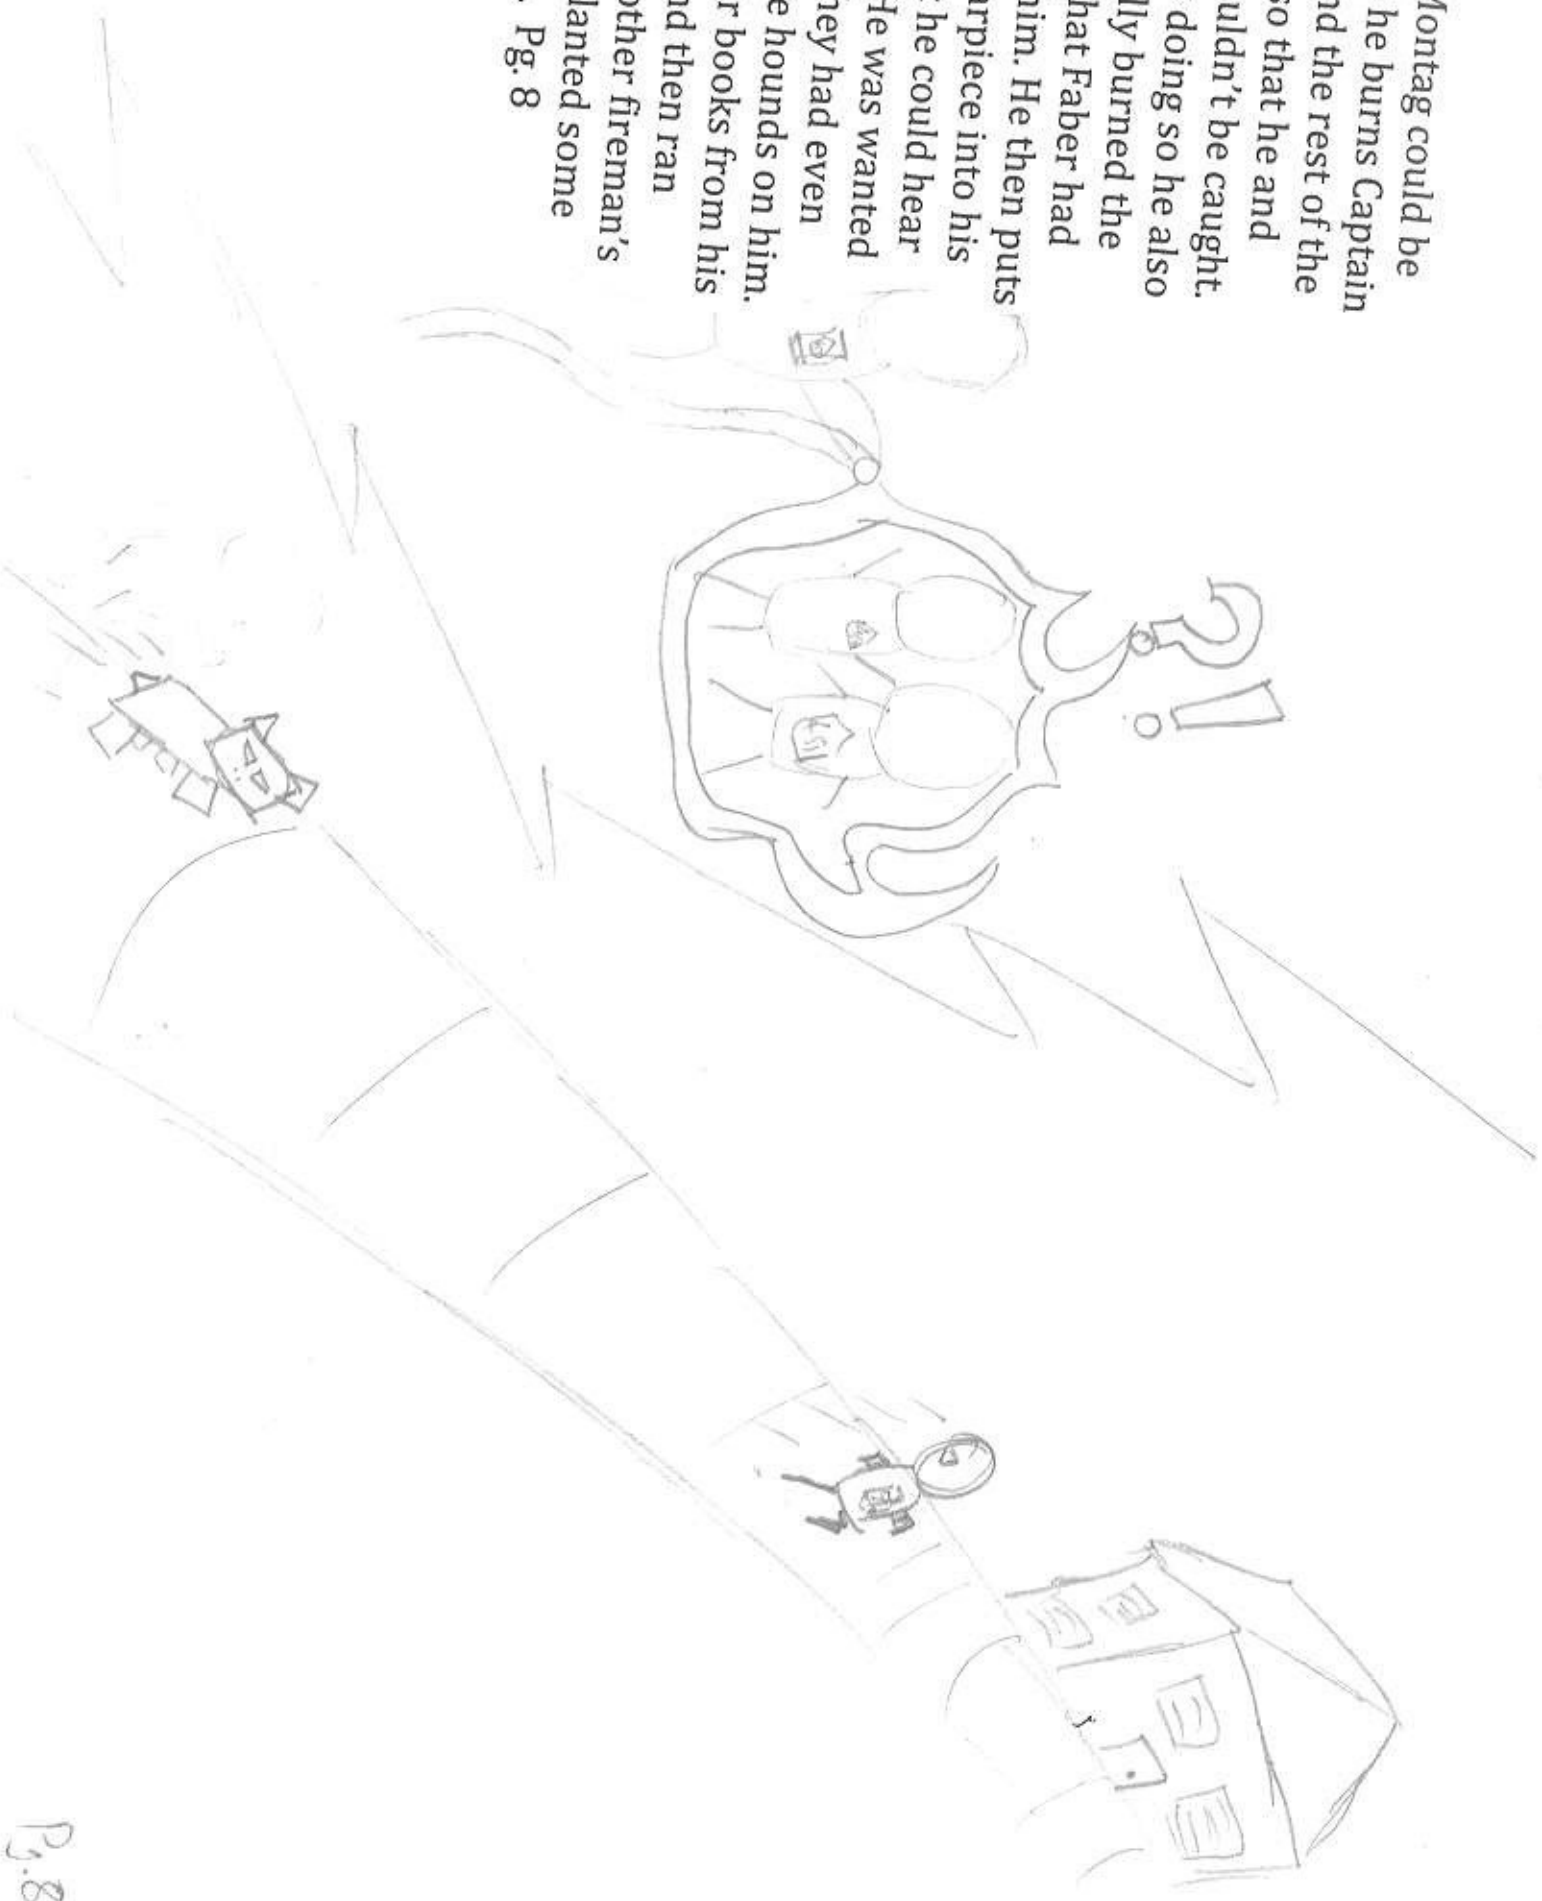 Montag could be
he burns Captain
nd the rest of the
so that he and
uldn't be caught.
doing so he also
lly burned the
hat Faber had
him. He then puts
arpiece into his
he could hear
He was wanted
hey had even
e hounds on him.
r books from his
nd then ran
other fireman's
lanted some
. Pg. 8
?!
Pg.8